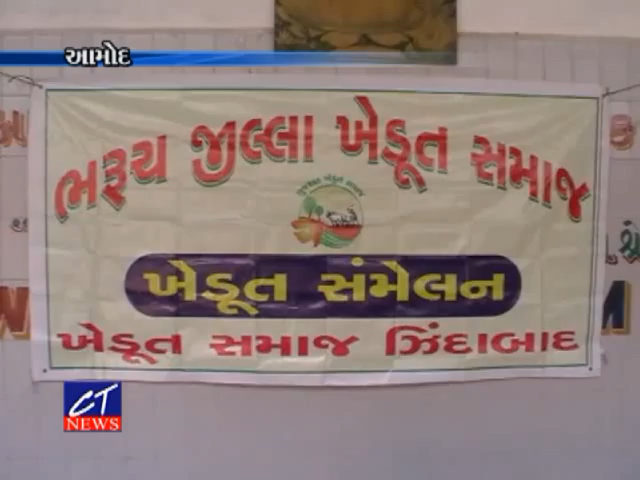 આમોદ
ભરૂચ જીલ્લા ખેડૂત સમાજ
ખેડૂત સંમેલન
ખેડૂત સમાજ ઝિંદાબાદ
CT
NEWS